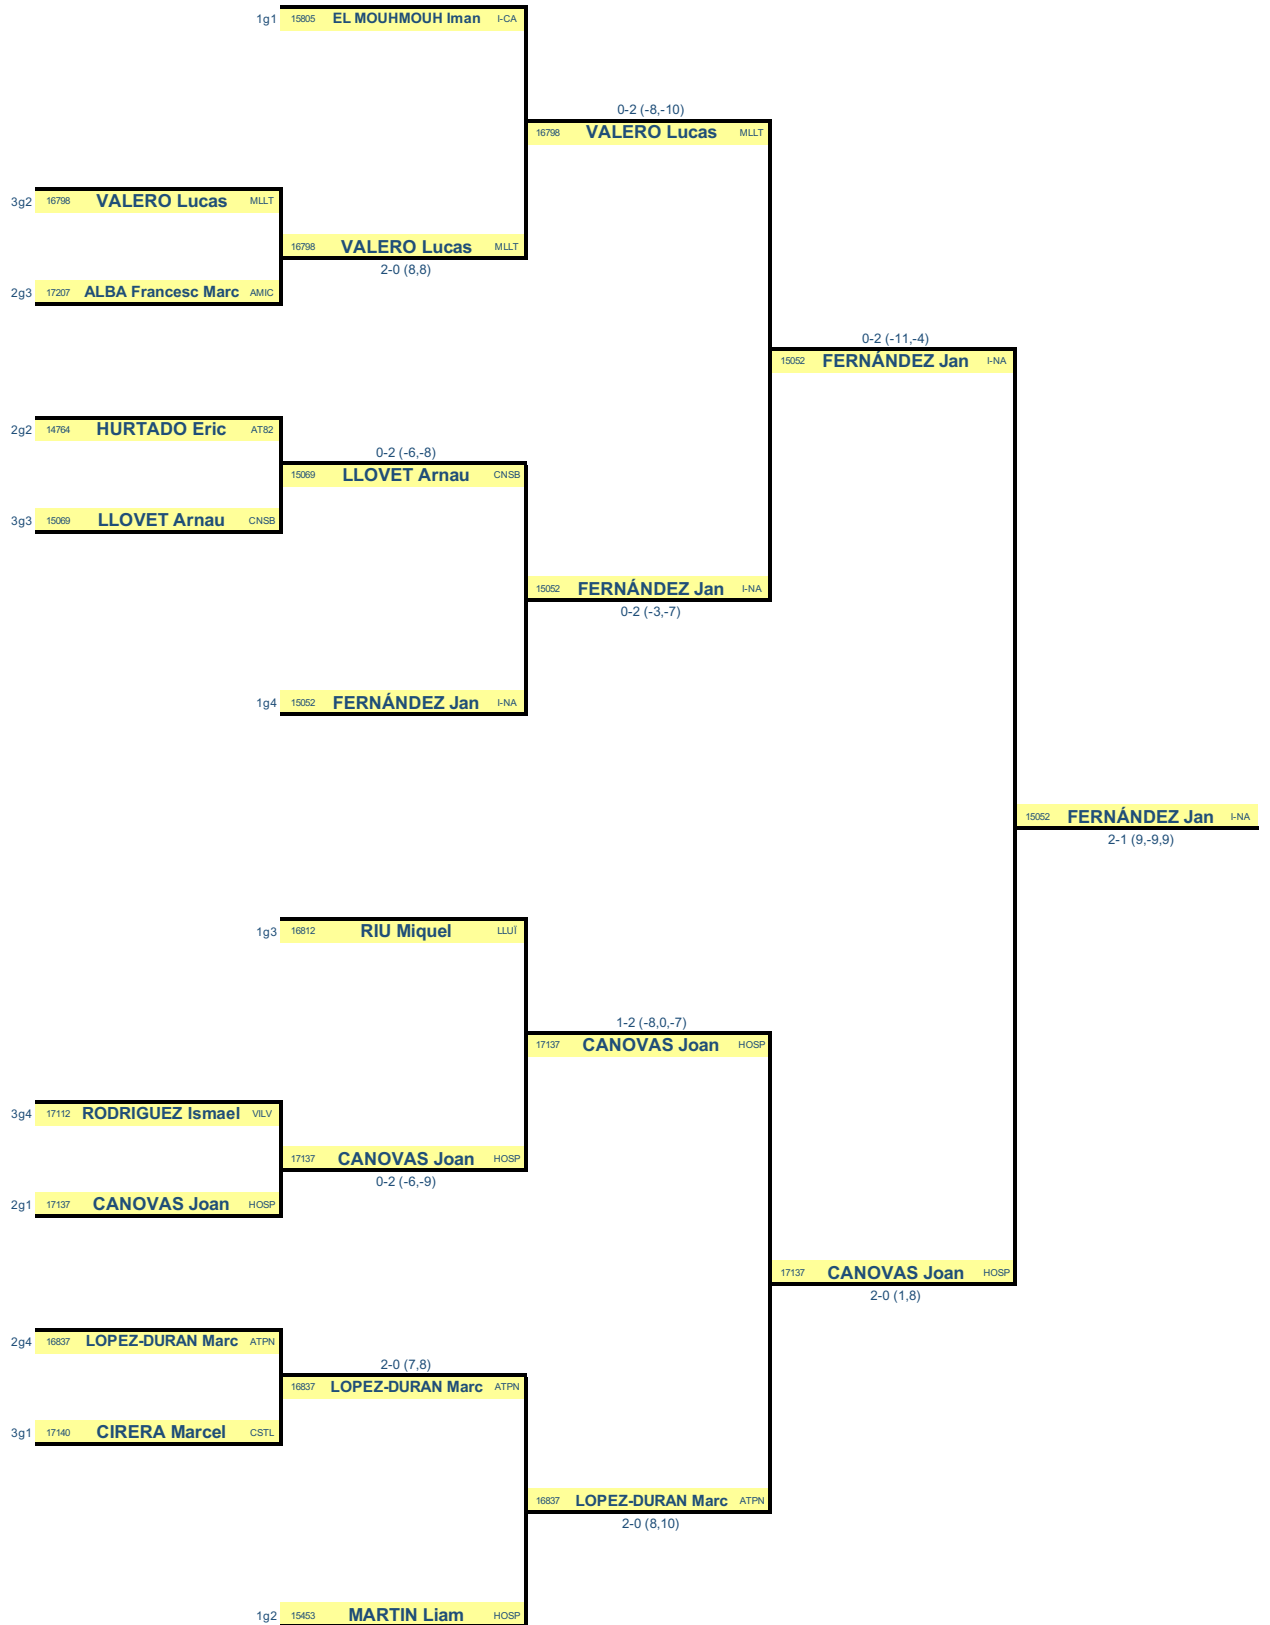 1g1 15805 EL MOUHMOUH Iman I-CA
0-2 (-8,-10)
16798 VALERO Lucas MLLT
3g2 16798 VALERO Lucas MLLT
16798 VALERO Lucas MLLT
2-0 (8,8)
2g3 17207 ALBA Francesc Marc AMIC
0-2 (-11,-4)
15052 FERNÁNDEZ Jan I-NA
2g2 14764 HURTADO Eric AT82
0-2 (-6,-8)
15069 LLOVET Arnau CNSB
3g3 15069 LLOVET Arnau CNSB
15052 FERNÁNDEZ Jan I-NA
0-2 (-3,-7)
1g4 15052 FERNÁNDEZ Jan I-NA
15052 FERNÁNDEZ Jan I-NA
2-1 (9,-9,9)
1g3 16812 RIU Miquel LLUÏ
1-2 (-8,0,-7)
17137 CANOVAS Joan HOSP
3g4 17112 RODRIGUEZ Ismael VILV
17137 CANOVAS Joan HOSP
0-2 (-6,-9)
2g1 17137 CANOVAS Joan HOSP
17137 CANOVAS Joan HOSP
2-0 (1,8)
2g4 16837 LOPEZ-DURAN Marc ATPN
2-0 (7,8)
16837 LOPEZ-DURAN Marc ATPN
3g1 17140 CIRERA Marcel CSTL
16837 LOPEZ-DURAN Marc ATPN
2-0 (8,10)
1g2 15453 MARTIN Liam HOSP